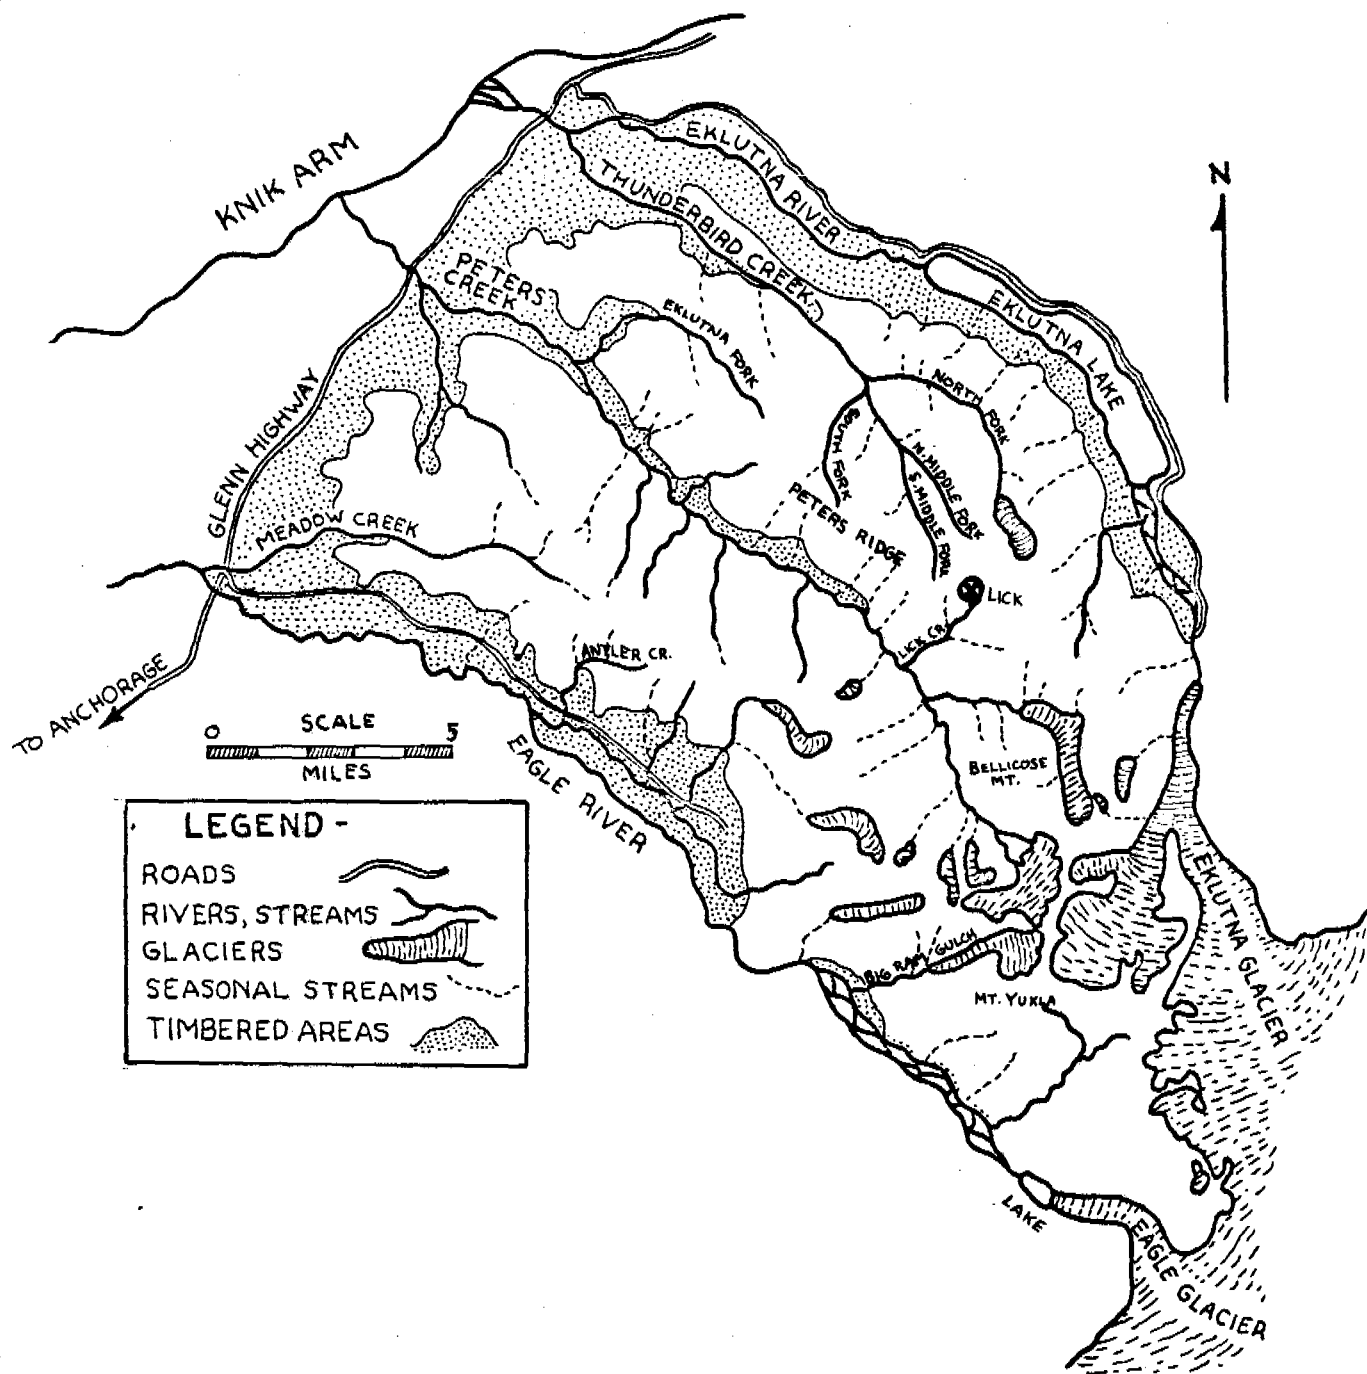 N
KNIK ARM
EKLUTNA RIVER
THUNDERBIRD CREEK
PETERS
CREEK
EKLUTNA FORK
EKLUTNA LAKE
NORTH FORK
SOUTH FORK
N. MIDDLE FORK
S. MIDDLE FORK
GLENN HIGHWAY
MEADOW CREEK
PETERS RIDGE
LICK
LICK CR.
ANTLER CR.
TO ANCHORAGE
0 SCALE 5
MILES
EAGLE RIVER
BELLICOSE
MT.
LEGEND -
ROADS
RIVERS, STREAMS
GLACIERS
SEASONAL STREAMS
TIMBERED AREAS
EKLUTNA GLACIER
BIG RAM GULCH
MT. YUKLA
LAKE
EAGLE GLACIER